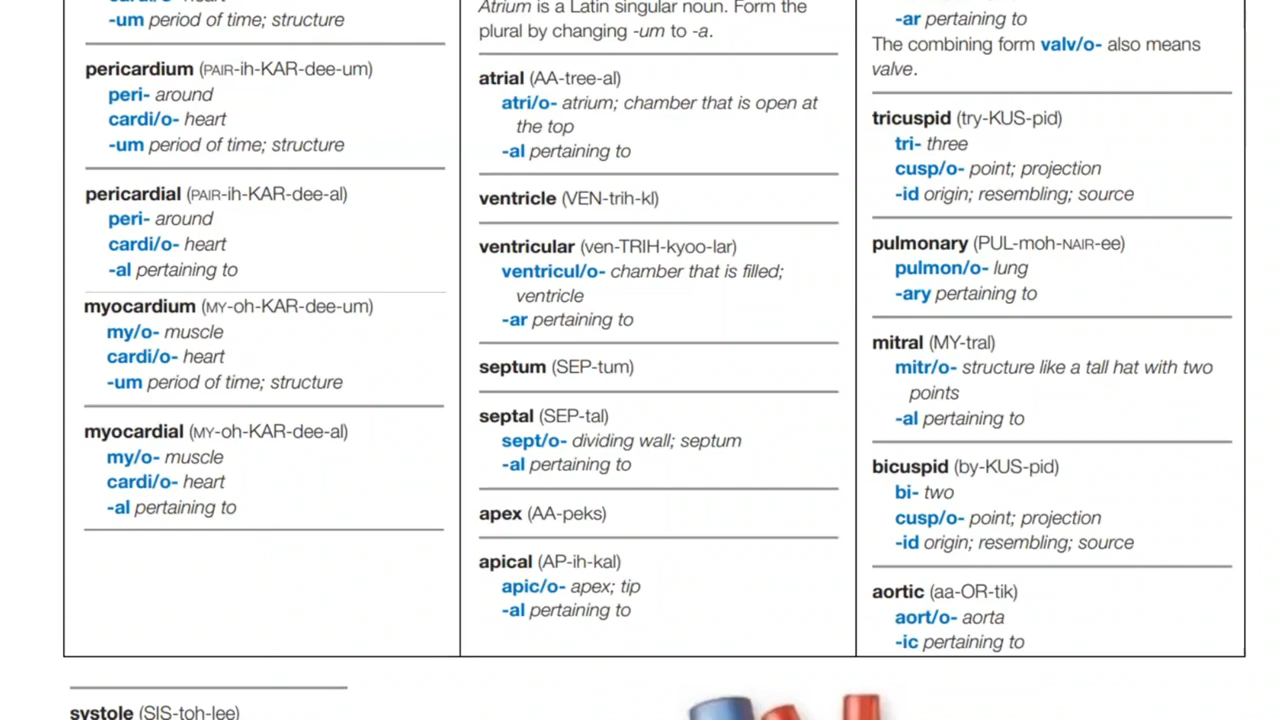 -um period of time; structure
pericardium (PAIR-ih-KAR-dee-um)
peri- around
cardi/o- heart
-um period of time; structure
pericardial (PAIR-ih-KAR-dee-al)
peri- around
cardi/o- heart
-al pertaining to
myocardium (MY-oh-KAR-dee-um)
my/o- muscle
cardi/o- heart
-um period of time; structure
myocardial (MY-oh-KAR-dee-al)
my/o- muscle
cardi/o- heart
-al pertaining to
Atrium is a Latin singular noun. Form the
plural by changing -um to -a.
atrial (AA-tree-al)
atri/o- atrium; chamber that is open at
the top
-al pertaining to
ventricle (VEN-trih-kl)
ventricular (ven-TRIH-kyoo-lar)
ventricul/o- chamber that is filled;
ventricle
-ar pertaining to
septum (SEP-tum)
septal (SEP-tal)
sept/o- dividing wall; septum
-al pertaining to
apex (AA-peks)
apical (AP-ih-kal)
apic/o- apex; tip
-al pertaining to
-ar pertaining to
The combining form valv/o- also means
valve.
tricuspid (try-KUS-pid)
tri- three
cusp/o- point; projection
-id origin; resembling; source
pulmonary (PUL-moh-NAIR-ee)
pulmon/o- lung
-ary pertaining to
mitral (MY-tral)
mitr/o- structure like a tall hat with two
points
-al pertaining to
bicuspid (by-KUS-pid)
bi- two
cusp/o- point; projection
-id origin; resembling; source
aortic (aa-OR-tik)
aort/o- aorta
-ic pertaining to
systole (SIS-toh-lee)